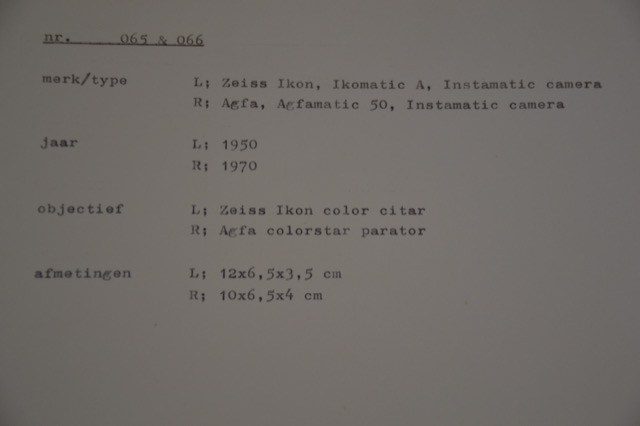 nr. 065 & 066
merk/type L; Zeiss Ikon, Ikomatic A, Instamatic camera
R; Agfa, Agfamatic 50, Instamatic camera
jaar L; 1950
R; 1970
objectief L; Zeiss Ikon color citar
R; Agfa colorstar parator
afmetingen L; 12x6,5x3,5 cm
R; 10x6,5x4 cm